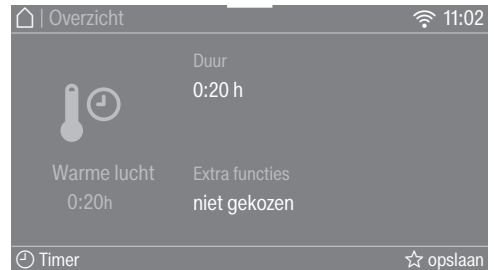 | Overzicht 11:02
Duur
0:20 h
Warme lucht
0:20h
Extra functies
niet gekozen
Timer
opslaan